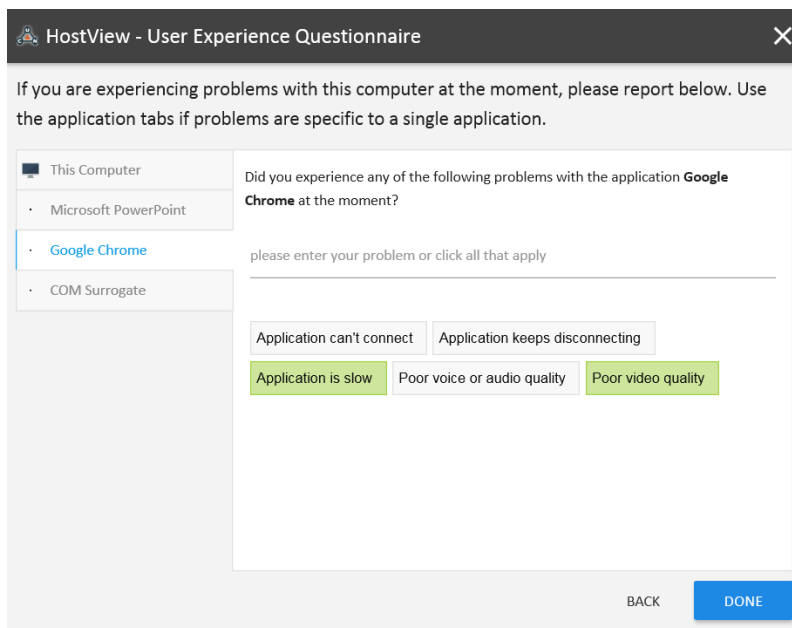 HostView - User Experience Questionnaire
If you are experiencing problems with this computer at the moment, please report below. Use
the application tabs if problems are specific to a single application.
This Computer
Microsoft PowerPoint
Google Chrome
COM Surrogate
Did you experience any of the following problems with the application Google
Chrome at the moment?
please enter your problem or click all that apply
Application can't connect
Application keeps disconnecting
Application is slow
Poor voice or audio quality
Poor video quality
BACK
DONE